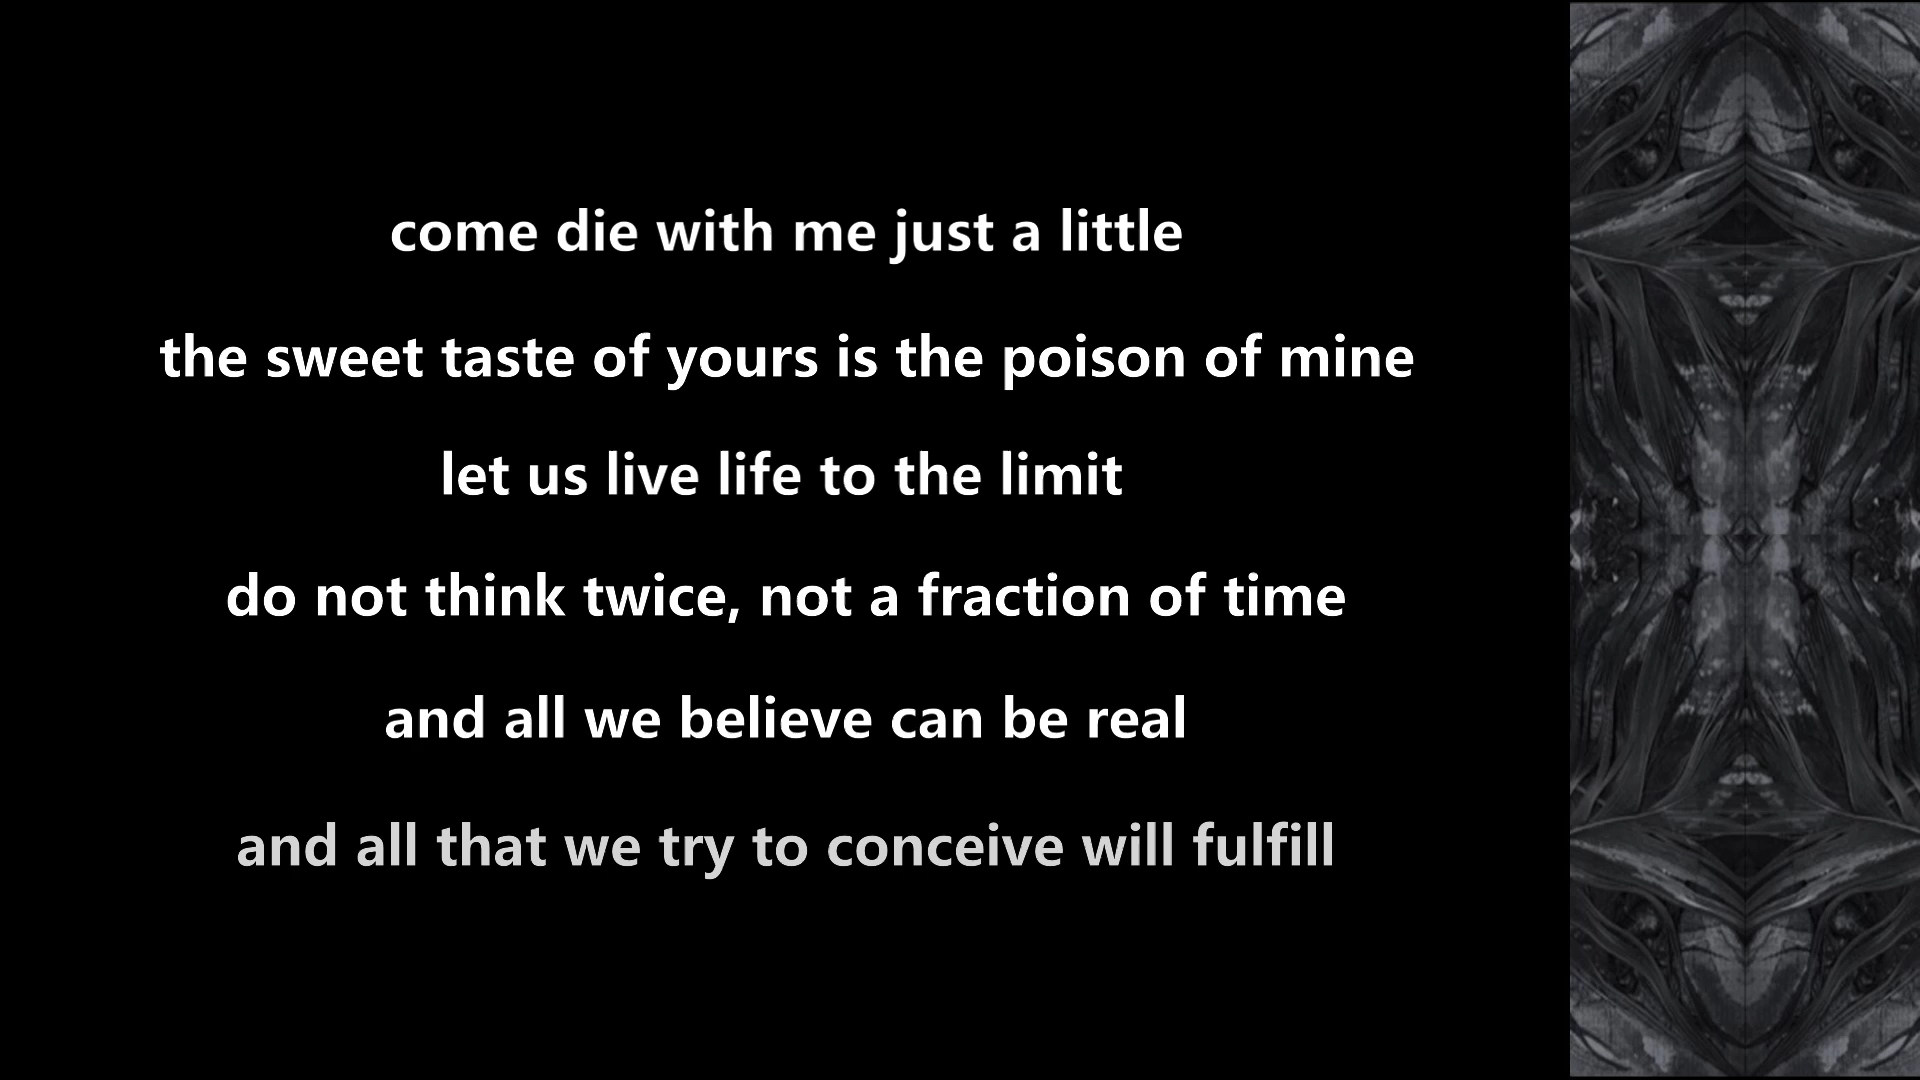 come die with me just a little
the sweet taste of yours is the poison of mine
let us live life to the limit
do not think twice, not a fraction of time
and all we believe can be real
and all that we try to conceive will fulfill